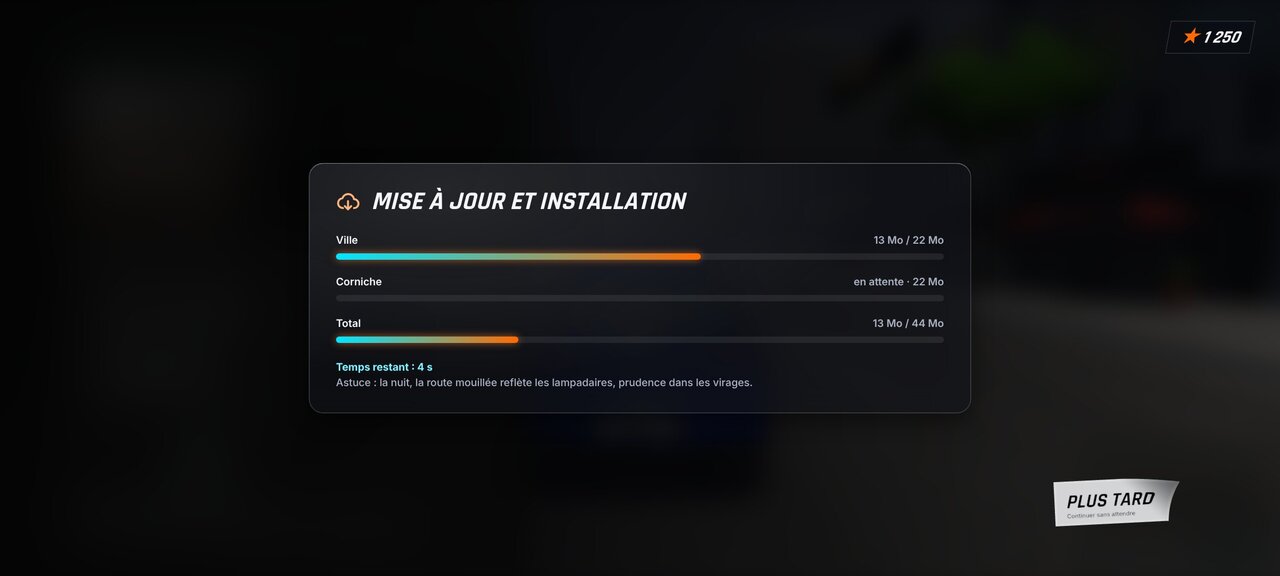 1 250
MISE À JOUR ET INSTALLATION
Ville 13 Mo / 22 Mo
Corniche en attente · 22 Mo
Total 13 Mo / 44 Mo
Temps restant : 4 s
Astuce : la nuit, la route mouillée reflète les lampadaires, prudence dans les virages.
PLUS TARD
Continuer sans attendre